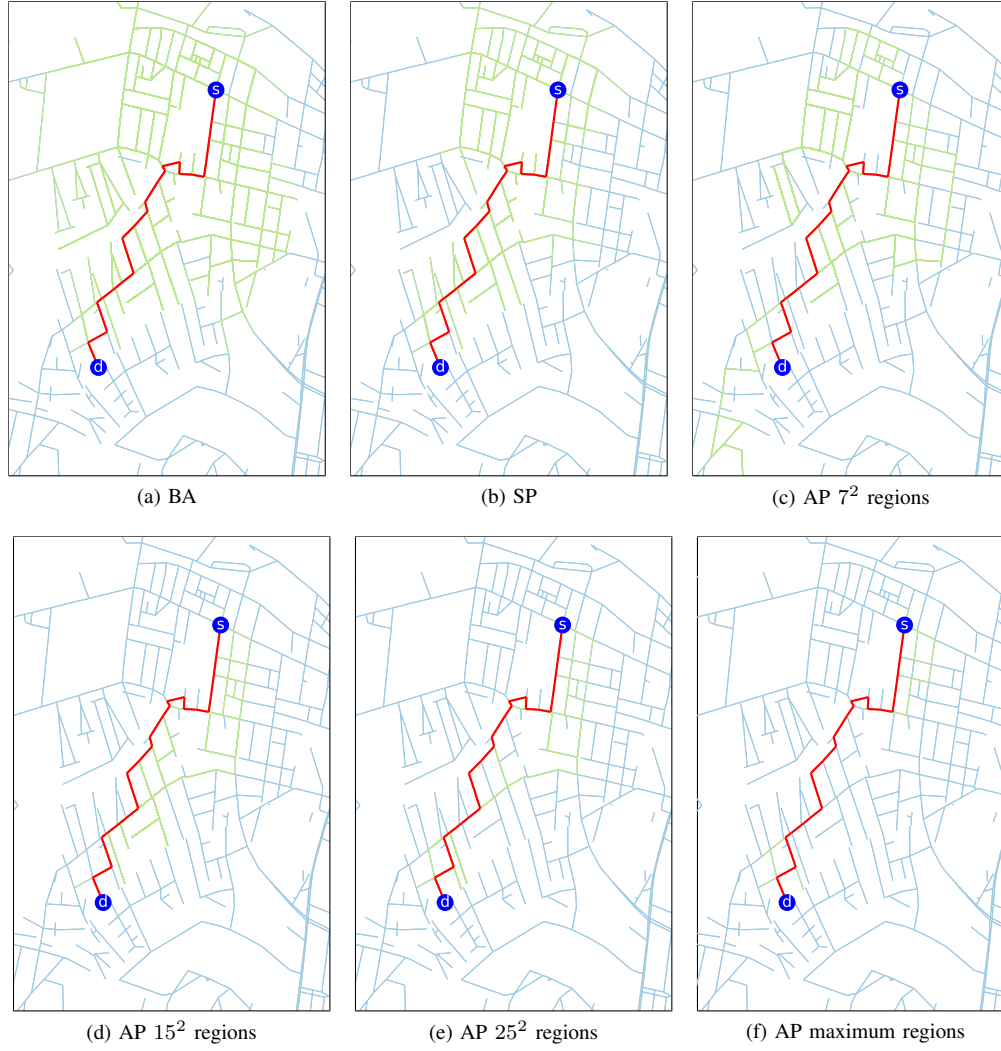 s
d
s
d
s
d
(a) BA
(b) SP
(c) AP 7² regions
s
d
s
d
s
d
(d) AP 15² regions
(e) AP 25² regions
(f) AP maximum regions